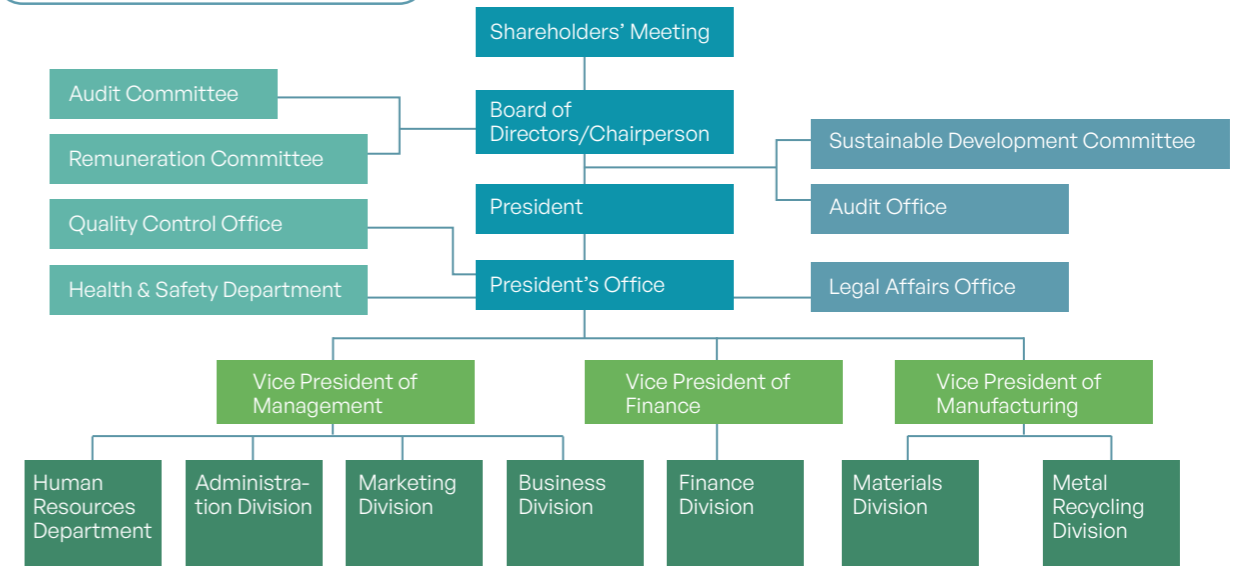 Shareholders’ Meeting
Audit Committee
Board of
Directors/Chairperson
Sustainable Development Committee
Remuneration Committee
President
Audit Office
Quality Control Office
Health & Safety Department
President’s Office
Legal Affairs Office
Vice President of
Management
Vice President of
Finance
Vice President of
Manufacturing
Human
Resources
Department
Administra-
tion Division
Marketing
Division
Business
Division
Finance
Division
Materials
Division
Metal
Recycling
Division